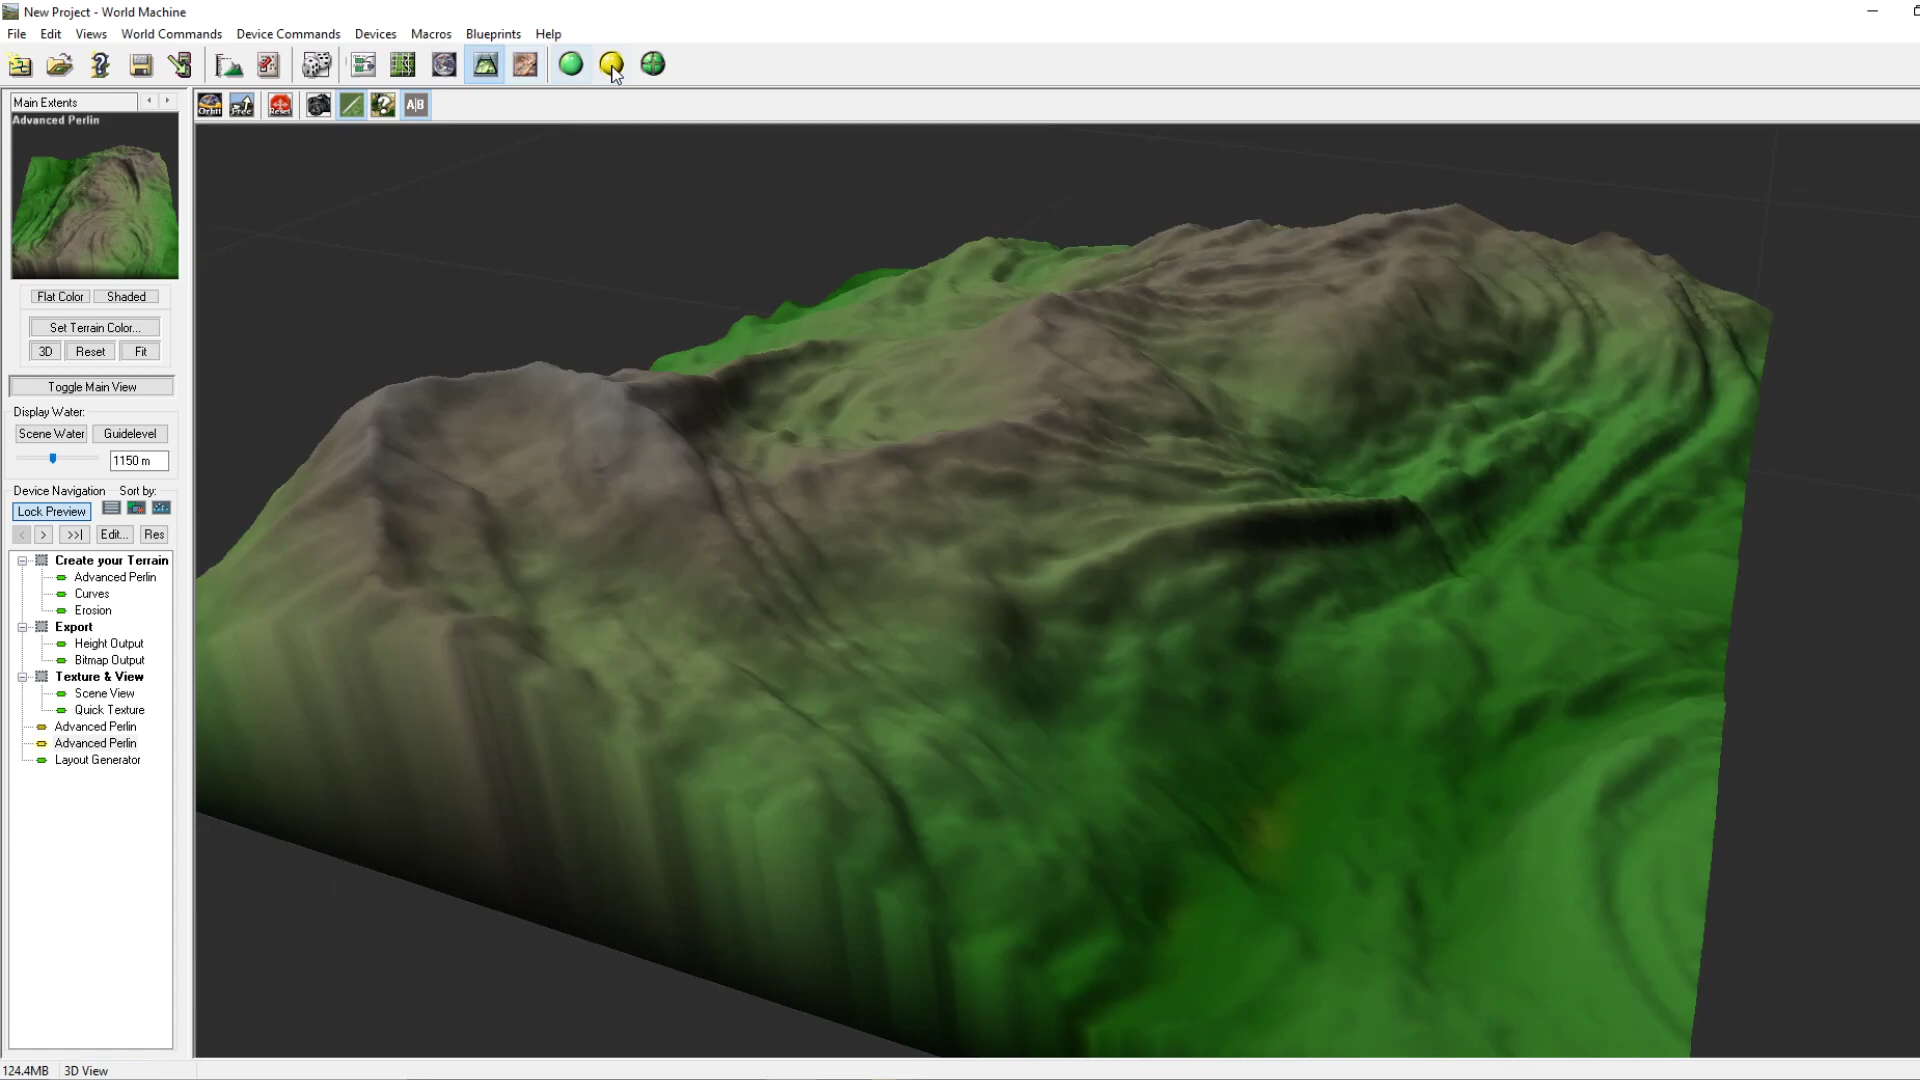 New Project - World Machine
File Edit Views World Commands Device Commands Devices Macros Blueprints Help
Main Extents
Advanced Perlin
Orbit Free Reset A|B
Flat Color Shaded
Set Terrain Color...
3D Reset Fit
Toggle Main View
Display Water:
Scene Water Guidelevel
1150 m
Device Navigation Sort by:
Lock Preview
< > >>| Edit... Res
Create your Terrain
Advanced Perlin
Curves
Erosion
Export
Height Output
Bitmap Output
Texture & View
Scene View
Quick Texture
Advanced Perlin
Advanced Perlin
Layout Generator
124.4MB 3D View